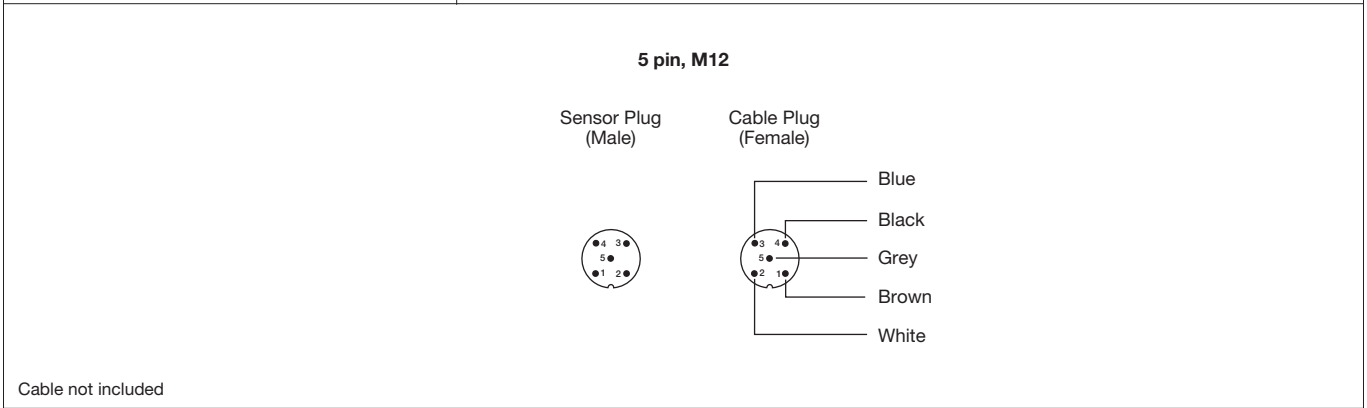 5 pin, M12
Sensor Plug
(Male)
Cable Plug
(Female)
Blue
Black
4 3
3 4
5
5
Grey
1 2
2 1
Brown
White
Cable not included